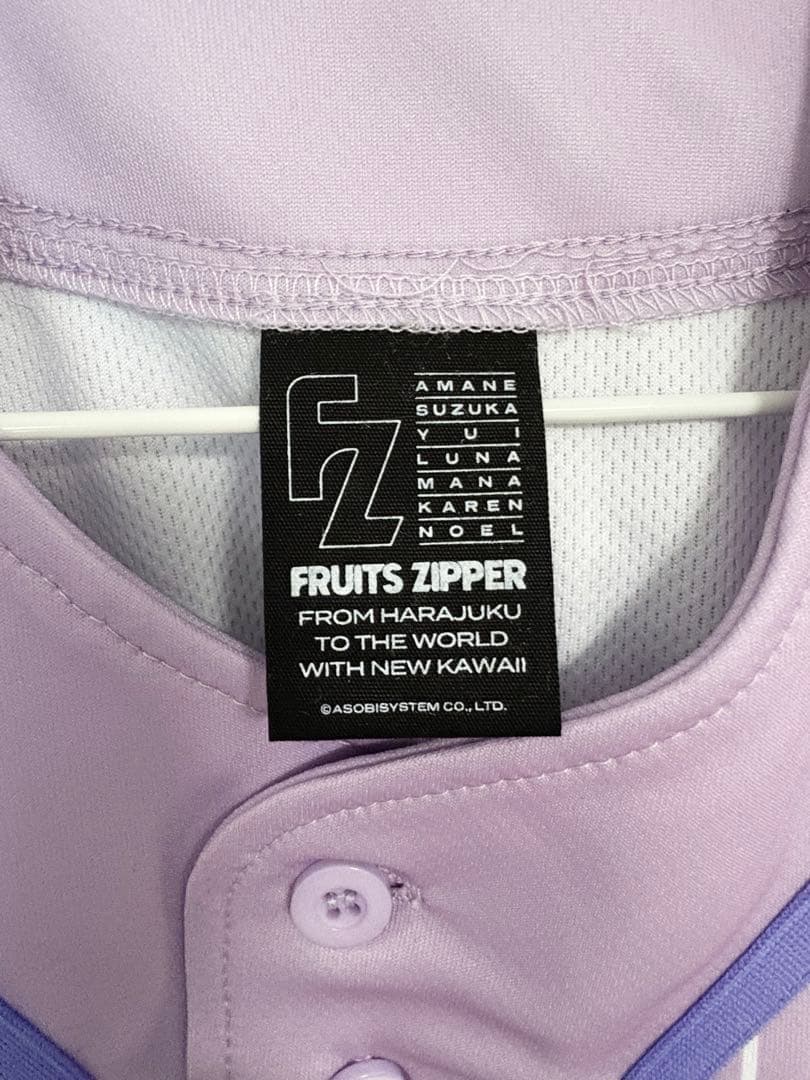 FZ
AMANE
SUZUKA
YUI
LUNA
MANA
KAREN
NOEL
FRUITS ZIPPER
FROM HARAJUKU
TO THE WORLD
WITH NEW KAWAII
©ASOBISYSTEM CO., LTD.